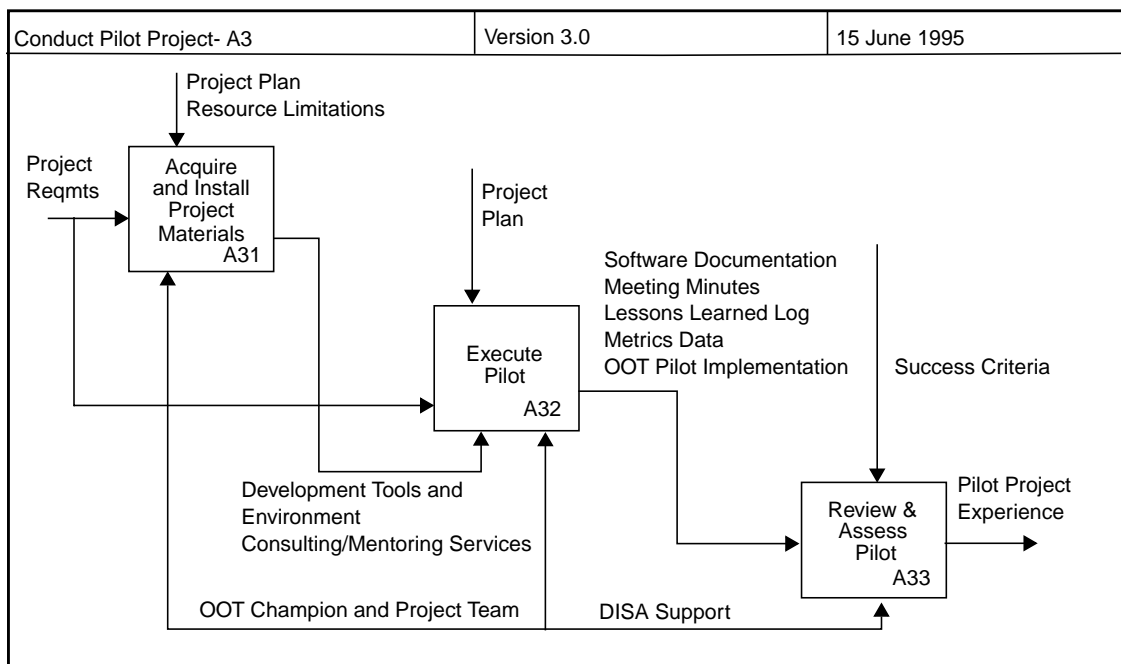 Conduct Pilot Project- A3
Version 3.0
15 June 1995
Project Plan
Resource Limitations
Project
Reqmts
Acquire
and Install
Project
Materials
A31
Project
Plan
Software Documentation
Meeting Minutes
Lessons Learned Log
Metrics Data
OOT Pilot Implementation
Execute
Pilot
A32
Success Criteria
Development Tools and
Environment
Consulting/Mentoring Services
Review &
Assess
Pilot
A33
Pilot Project
Experience
OOT Champion and Project Team
DISA Support